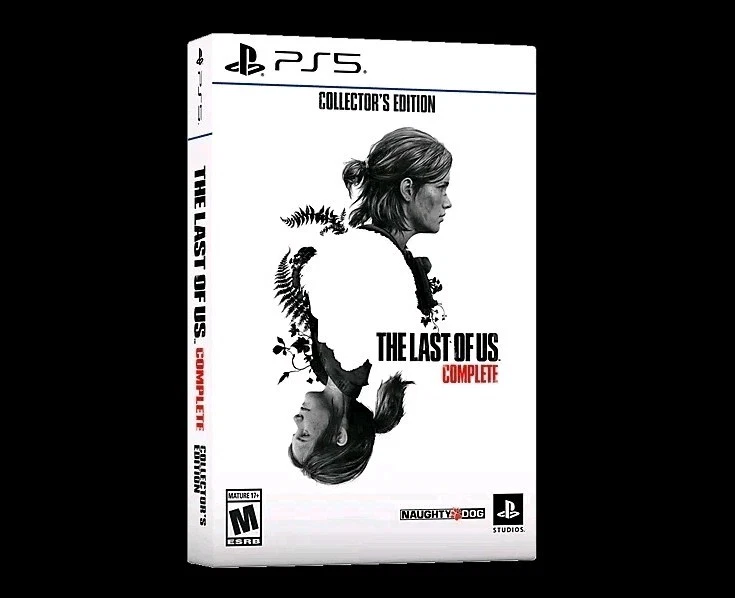 PS5
COLLECTOR'S EDITION
THE LAST OF US
COMPLETE
MATURE 17+
M
ESRB
NAUGHTY DOG
PlayStation
STUDIOS
PS5
THE LAST OF US COMPLETE COLLECTOR'S
EDITION